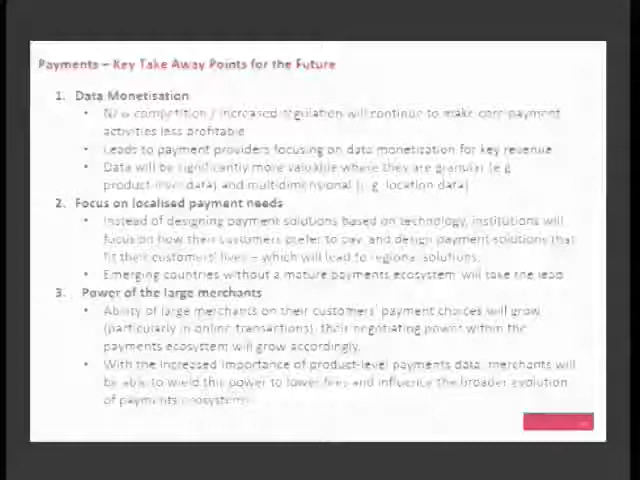 Payments – Key Take Away Points for the Future
1. Data Monetisation
• New competition / increased regulation will continue to make core payment
activities less profitable
• Leads to payment providers focusing on data monetisation for key revenue
• Data will be significantly more valuable where they are granular (e.g.
product-level data) and multidimensional (e.g. location data)
2. Focus on localised payment needs
• Instead of designing payment solutions based on technology, institutions will
focus on how their customers prefer to pay, and design payment solutions that
fit their customers' lives – which will lead to regional solutions.
• Emerging countries without a mature payments ecosystem will take the lead
3. Power of the large merchants
• Ability of large merchants on their customers' payment choices will grow
(particularly in online transactions), their negotiating power within the
payments ecosystem will grow accordingly.
• With the increased importance of product-level payments data, merchants will
be able to wield this power to lower fees and influence the broader evolution
of payments ecosystems